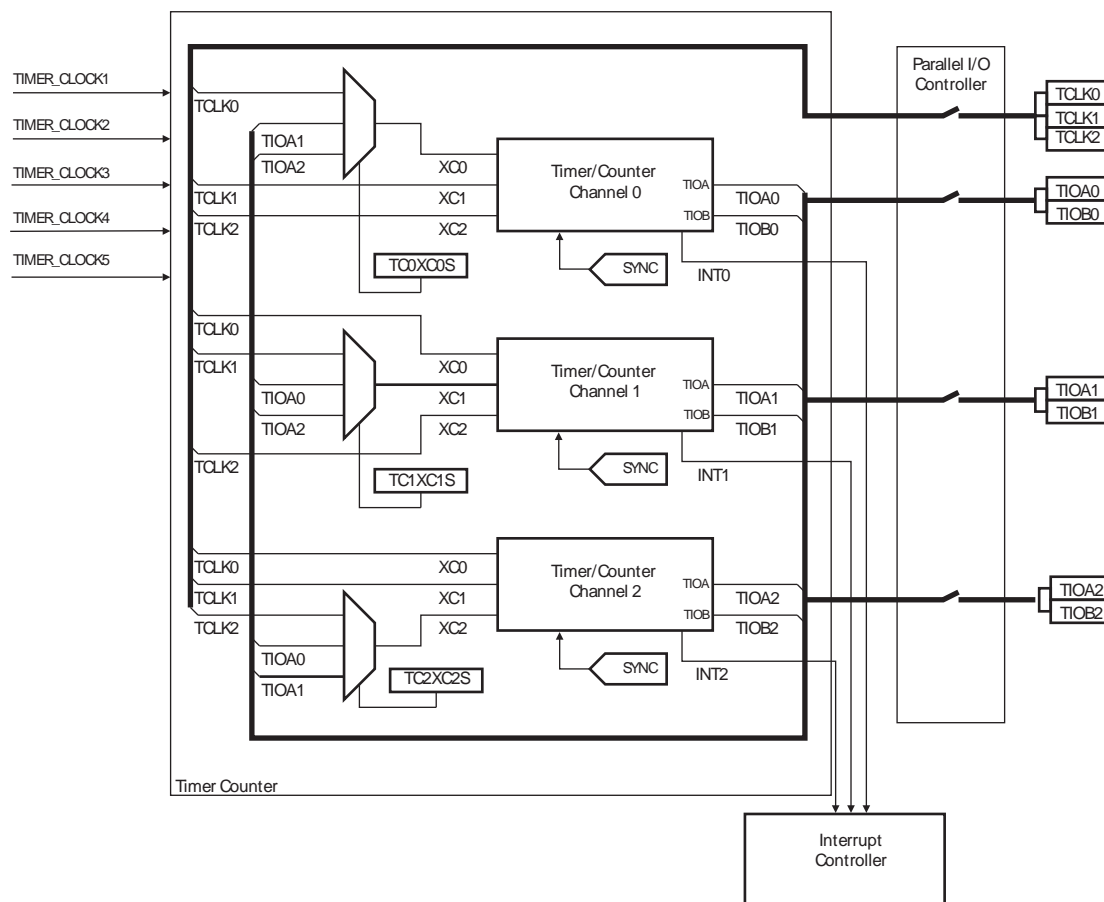 TIMER_CLOCK1
TIMER_CLOCK2
TIMER_CLOCK3
TIMER_CLOCK4
TIMER_CLOCK5
TCLK0
TIOA1
TIOA2
TCLK1
TCLK2
XC0
XC1
XC2
TC0XC0S
Timer/Counter
Channel 0
TIOA
TIOB
TIOA0
TIOB0
SYNC
INT0
TCLK0
TCLK1
TIOA0
TIOA2
TCLK2
XC0
XC1
XC2
TC1XC1S
Timer/Counter
Channel 1
TIOA
TIOB
TIOA1
TIOB1
SYNC
INT1
TCLK0
TCLK1
TCLK2
TIOA0
TIOA1
XC0
XC1
XC2
TC2XC2S
Timer/Counter
Channel 2
TIOA
TIOB
TIOA2
TIOB2
SYNC
INT2
Timer Counter
Parallel I/O
Controller
TCLK0
TCLK1
TCLK2
TIOA0
TIOB0
TIOA1
TIOB1
TIOA2
TIOB2
Interrupt
Controller